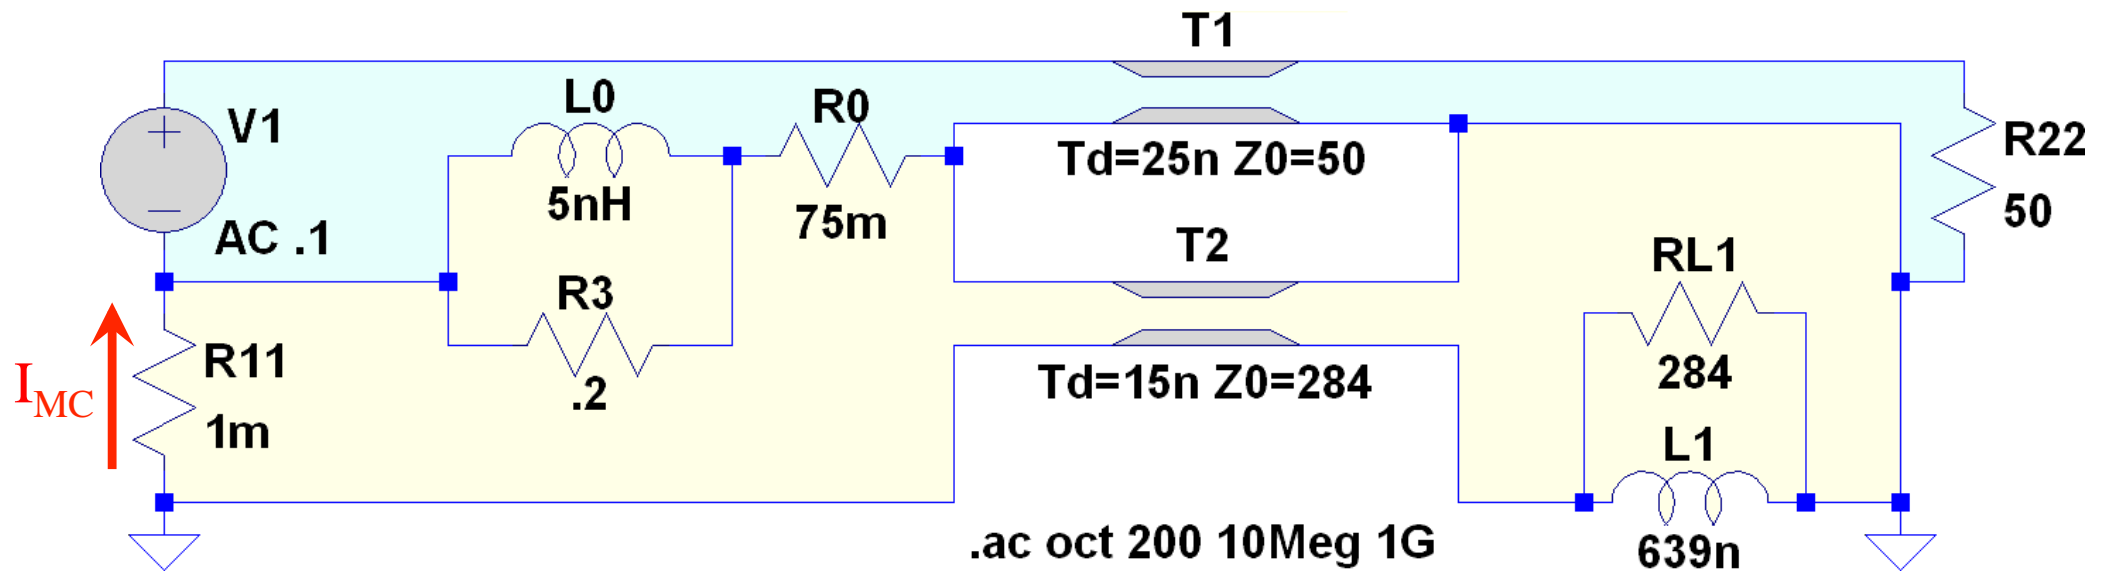 T1
L0
R0
V1
5nH
Td=25n Z0=50
R22
75m
50
AC .1
T2
RL1
R3
R11
284
IMC
.2
Td=15n Z0=284
1m
L1
.ac oct 200 10Meg 1G
639n